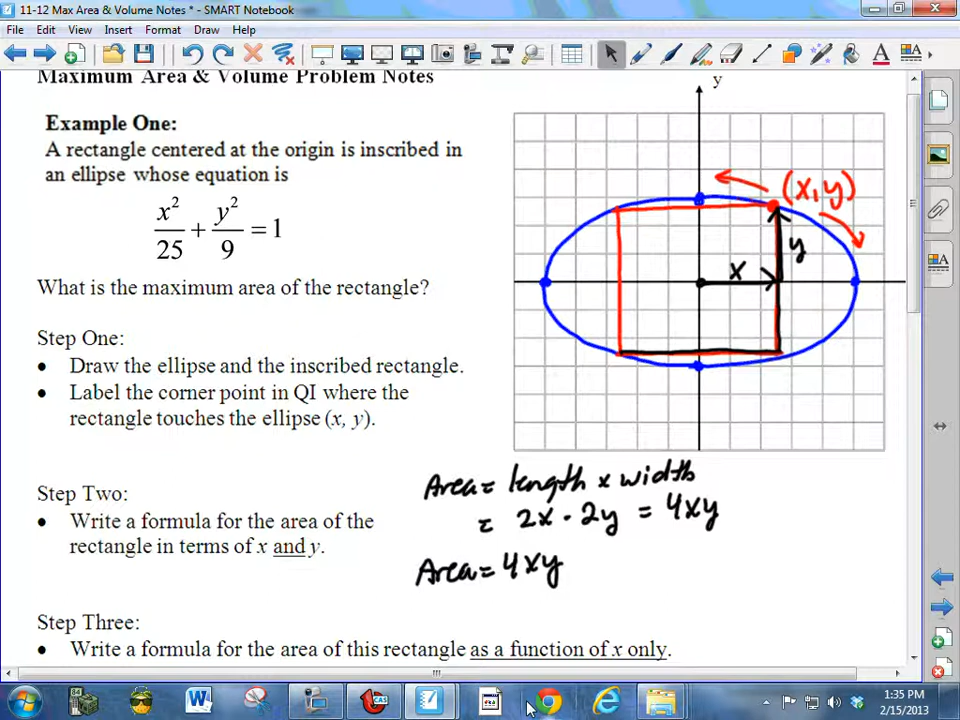 11-12 Max Area & Volume Notes * - SMART Notebook
File Edit View Insert Format Draw Help
Maximum Area & Volume Problem Notes
y
Example One:
A rectangle centered at the origin is inscribed in
an ellipse whose equation is
x²/25 + y²/9 = 1
(x,y)
y
x
What is the maximum area of the rectangle?
Step One:
• Draw the ellipse and the inscribed rectangle.
• Label the corner point in QI where the
rectangle touches the ellipse (x, y).
Area = length x width
= 2x · 2y = 4xy
Step Two:
• Write a formula for the area of the
rectangle in terms of x and y.
Area = 4xy
Step Three:
• Write a formula for the area of this rectangle as a function of x only.
1:35 PM
2/15/2013